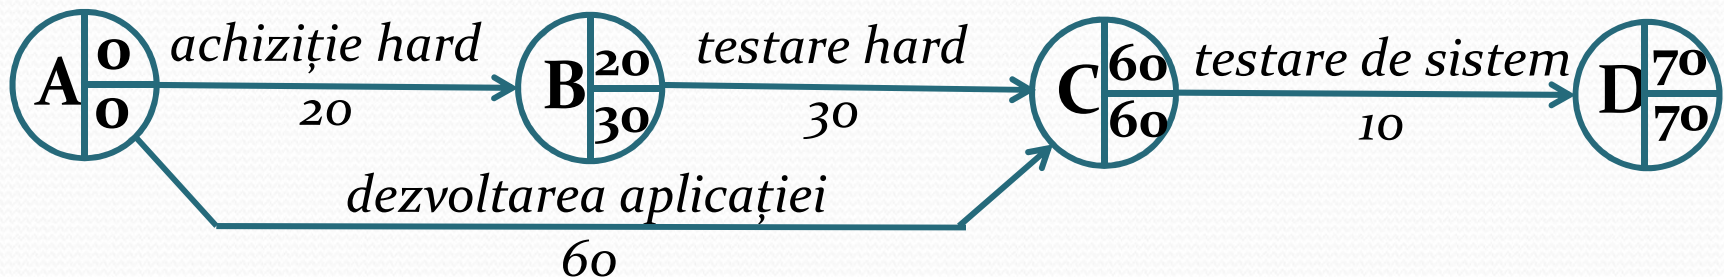 A
0
0
achiziție hard
20
B
20
30
testare hard
30
C
60
60
testare de sistem
10
D
70
70
dezvoltarea aplicației
60